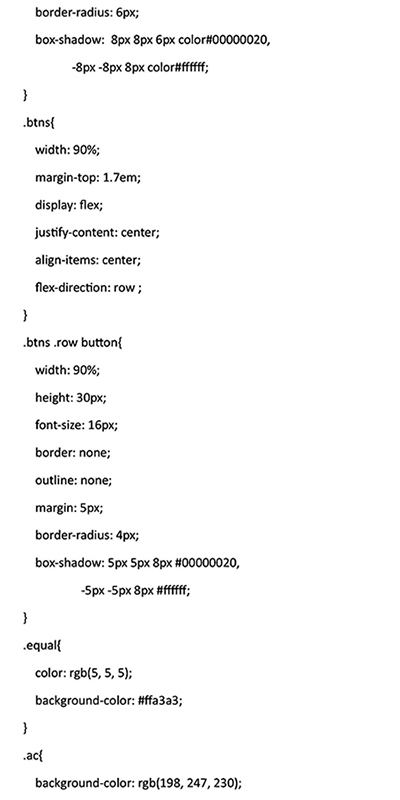 border-radius: 6px;
box-shadow:  8px 8px 6px color#00000020,
-8px -8px 8px color#ffffff;
}
.btns{
width: 90%;
margin-top: 1.7em;
display: flex;
justify-content: center;
align-items: center;
flex-direction: row ;
}
.btns .row button{
width: 90%;
height: 30px;
font-size: 16px;
border: none;
outline: none;
margin: 5px;
border-radius: 4px;
box-shadow: 5px 5px 8px #00000020,
-5px -5px 8px #ffffff;
}
.equal{
color: rgb(5, 5, 5);
background-color: #ffa3a3;
}
.ac{
background-color: rgb(198, 247, 230);